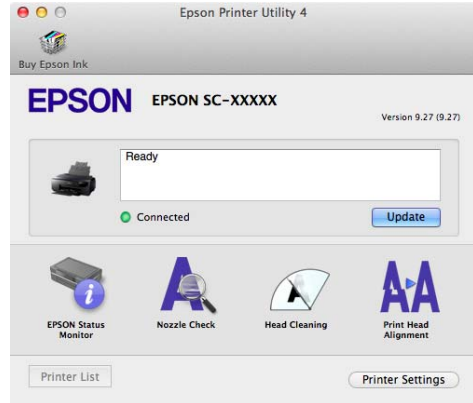 Epson Printer Utility 4
Buy Epson Ink
EPSON EPSON SC-XXXXX
Version 9.27 (9.27)
Ready
Connected
Update
EPSON Status
Monitor
Nozzle Check
Head Cleaning
Print Head
Alignment
Printer List
Printer Settings